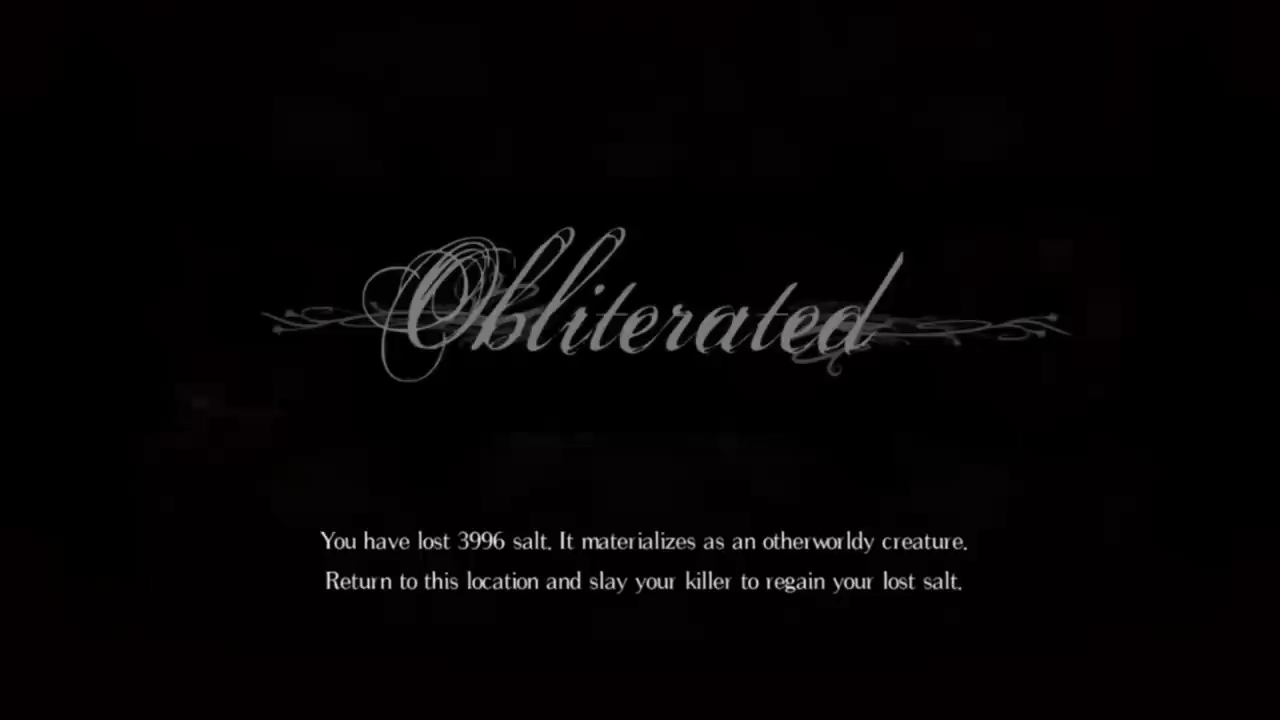 Obliterated
You have lost 3996 salt. It materializes as an otherworldy creature.
Return to this location and slay your killer to regain your lost salt.